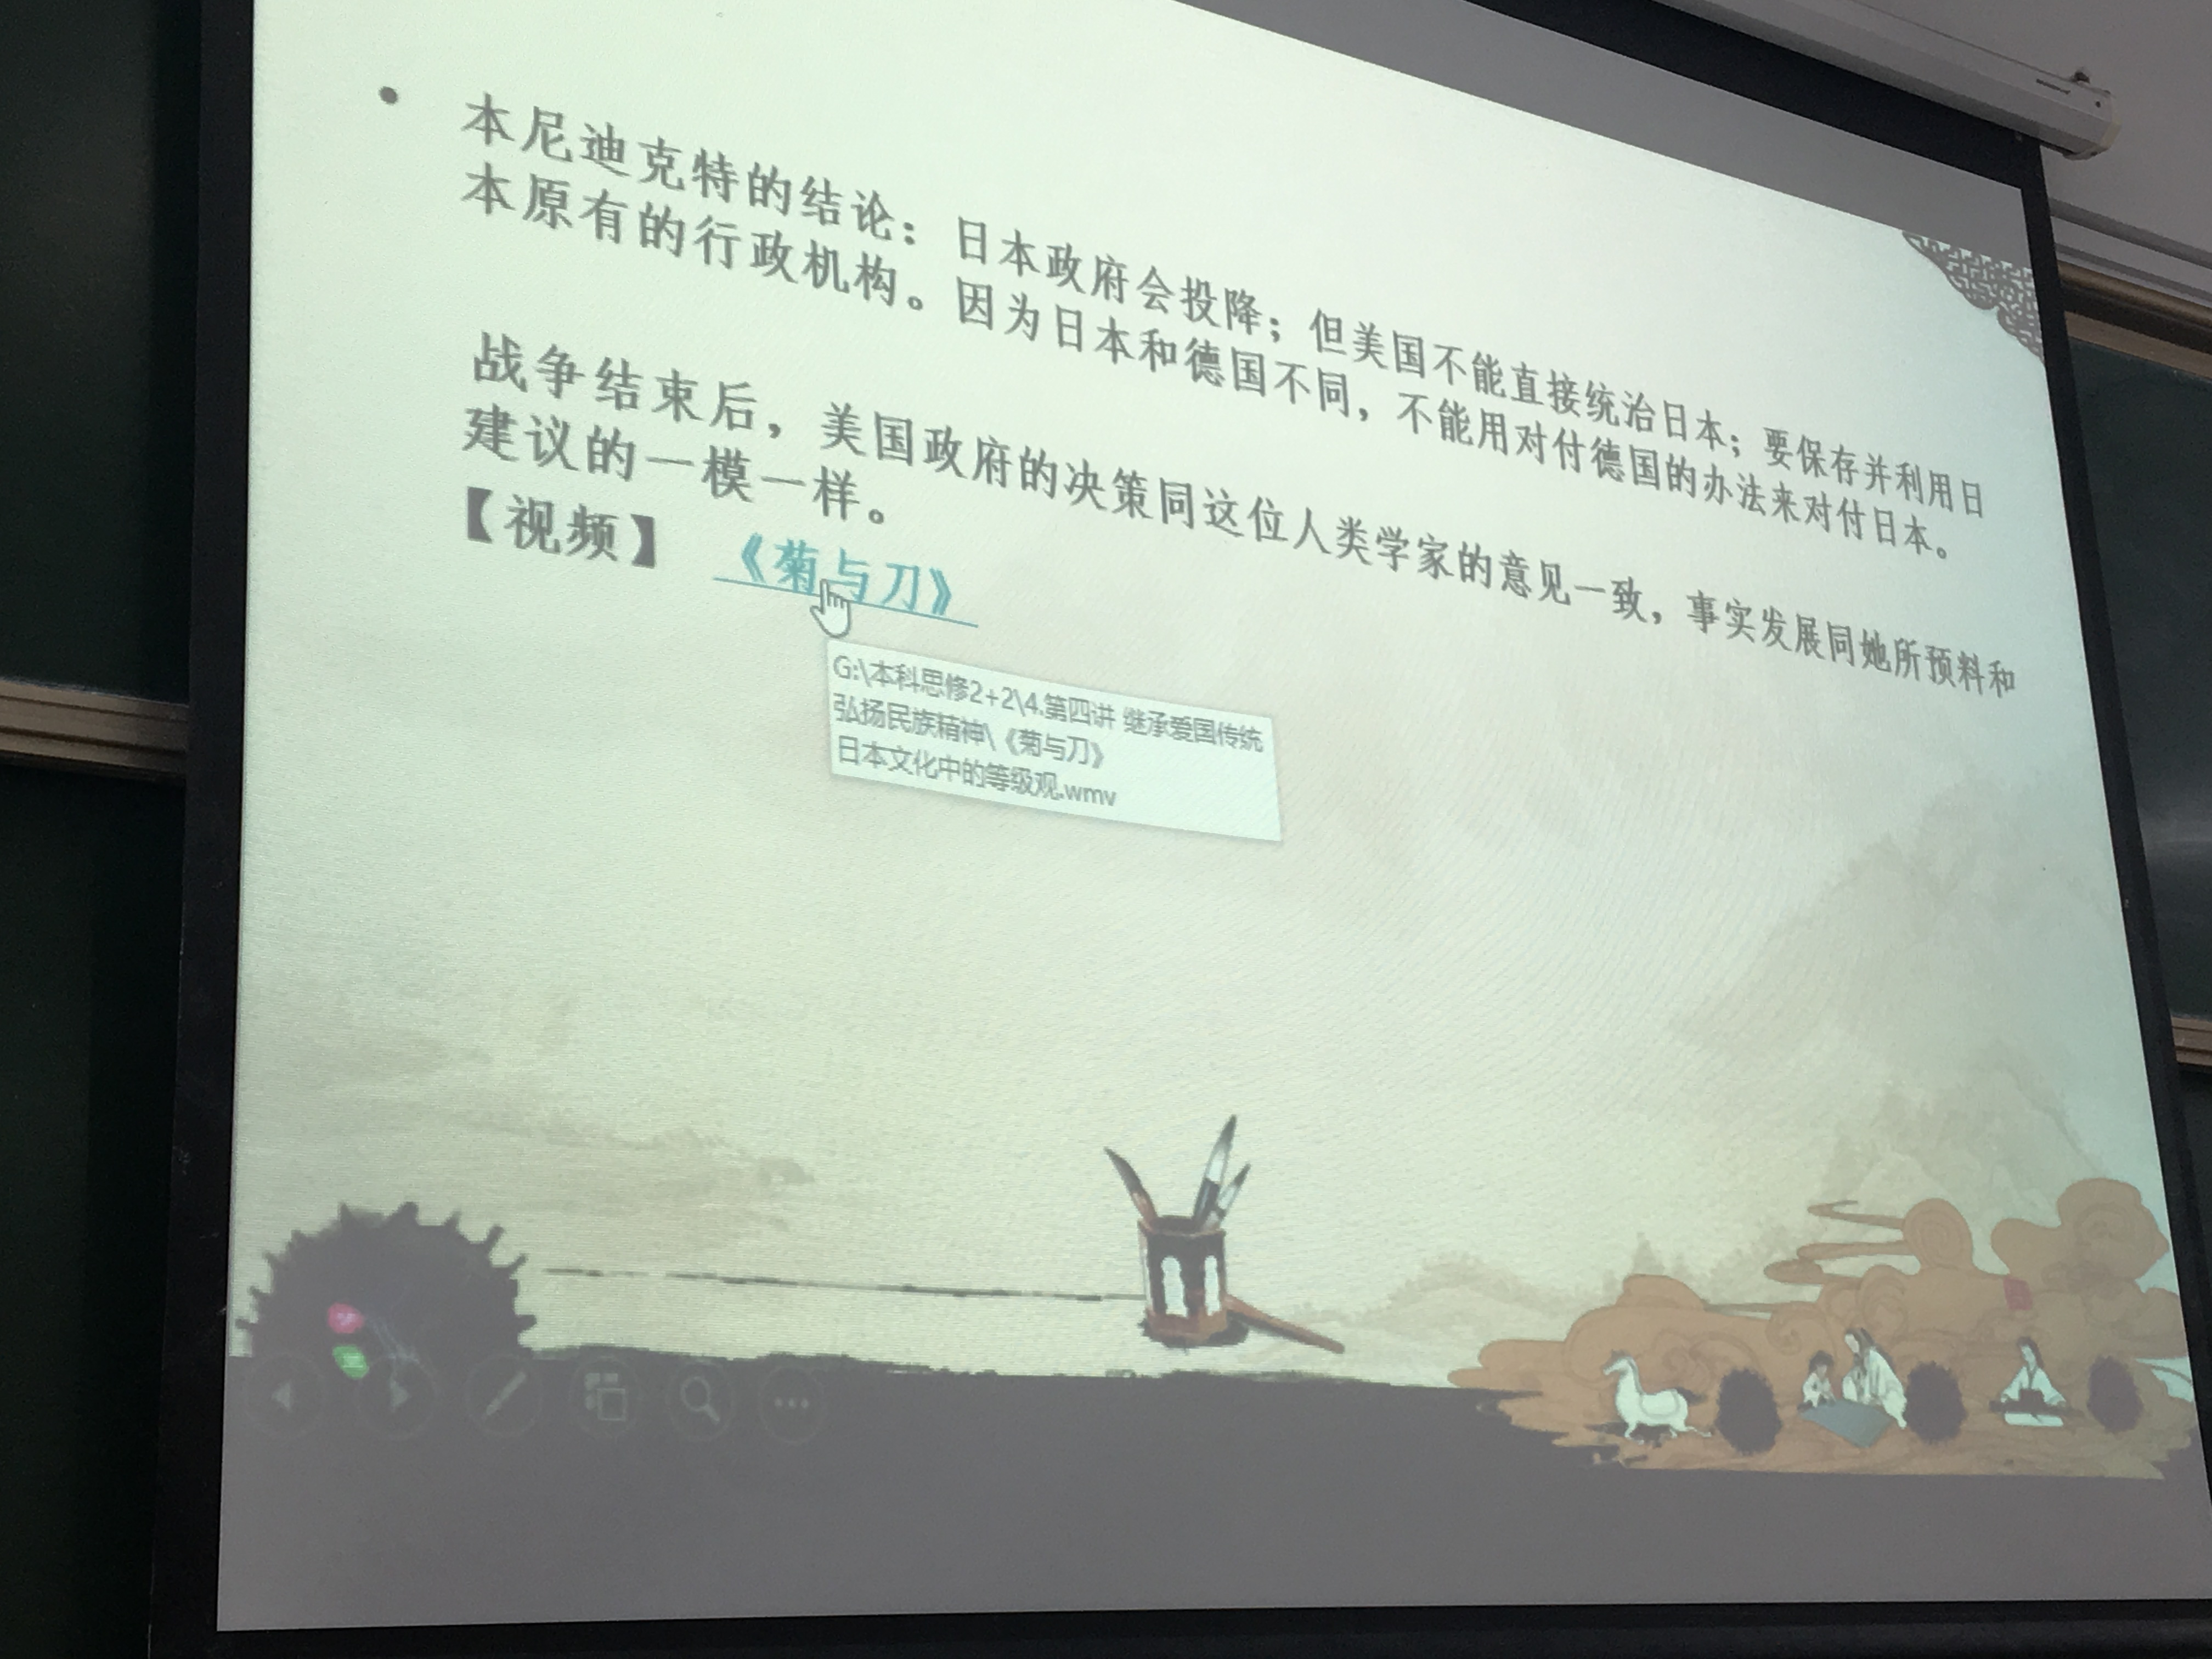 • 本尼迪克特的结论：日本政府会投降；但美国不能直接统治日本；要保存并利用日
本原有的行政机构。因为日本和德国不同，不能用对付德国的办法来对付日本。
战争结束后，美国政府的决策同这位人类学家的意见一致，事实发展同她所预料和
建议的一模一样。
【视频】 《菊与刀》
G:\本科思修2+2\4.第四讲 继承爱国传统
弘扬民族精神\《菊与刀》
日本文化中的等级观.wmv